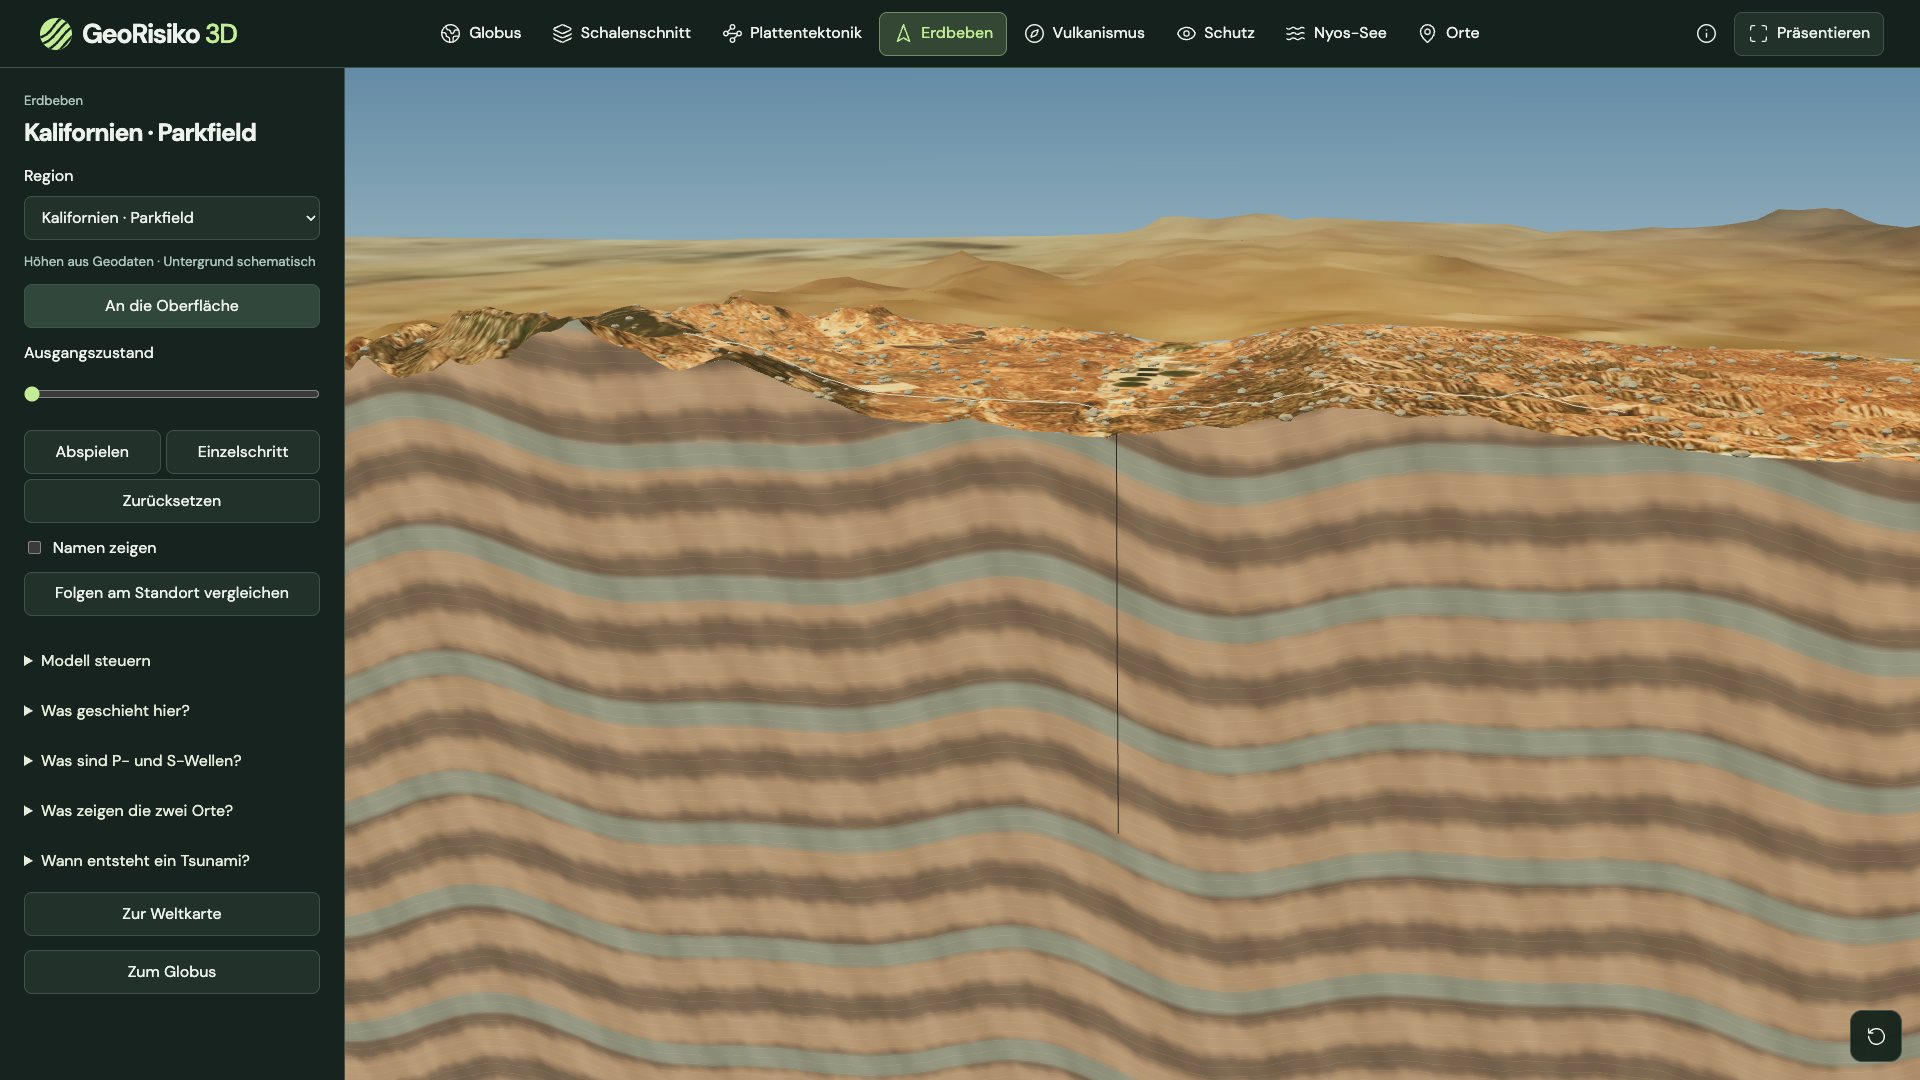 GeoRisiko 3D
Globus
Schalenschnitt
Plattentektonik
Erdbeben
Vulkanismus
Schutz
Nyos-See
Orte
Präsentieren
Erdbeben
Kalifornien · Parkfield
Region
Kalifornien · Parkfield
Höhen aus Geodaten · Untergrund schematisch
An die Oberfläche
Ausgangszustand
Abspielen
Einzelschritt
Zurücksetzen
Namen zeigen
Folgen am Standort vergleichen
Modell steuern
Was geschieht hier?
Was sind P- und S-Wellen?
Was zeigen die zwei Orte?
Wann entsteht ein Tsunami?
Zur Weltkarte
Zum Globus